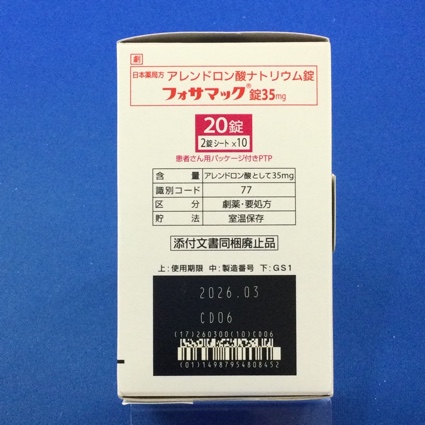 劇
日本薬局方 アレンドロン酸ナトリウム錠
フォサマック®錠35mg
20錠
2錠シート×10
患者さん用パッケージ付きPTP
含量 アレンドロン酸として35mg
識別コード 77
区分 劇薬・要処方
貯法 室温保存
添付文書同梱廃止品
上:使用期限 中:製造番号 下:GS1
2026.03
CD06
(17)260300(10)CD06
(01)14987954808452